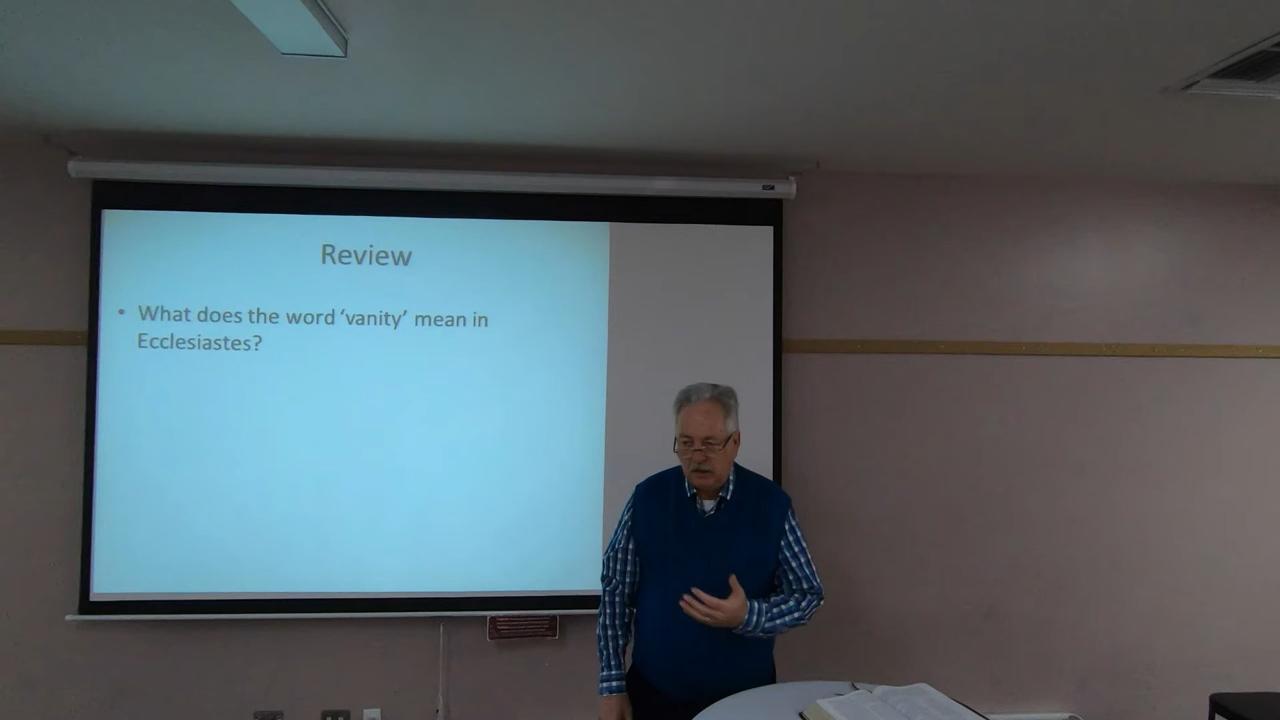 Review
• What does the word ‘vanity’ mean in
Ecclesiastes?